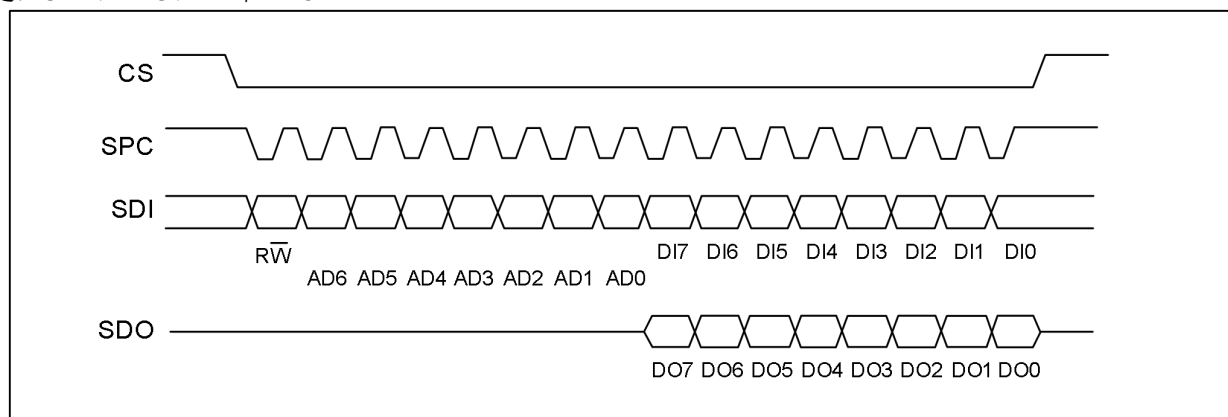 CS
SPC
SDI
RW̅
DI7 DI6 DI5 DI4 DI3 DI2 DI1 DI0
AD6 AD5 AD4 AD3 AD2 AD1 AD0
SDO
DO7 DO6 DO5 DO4 DO3 DO2 DO1 DO0